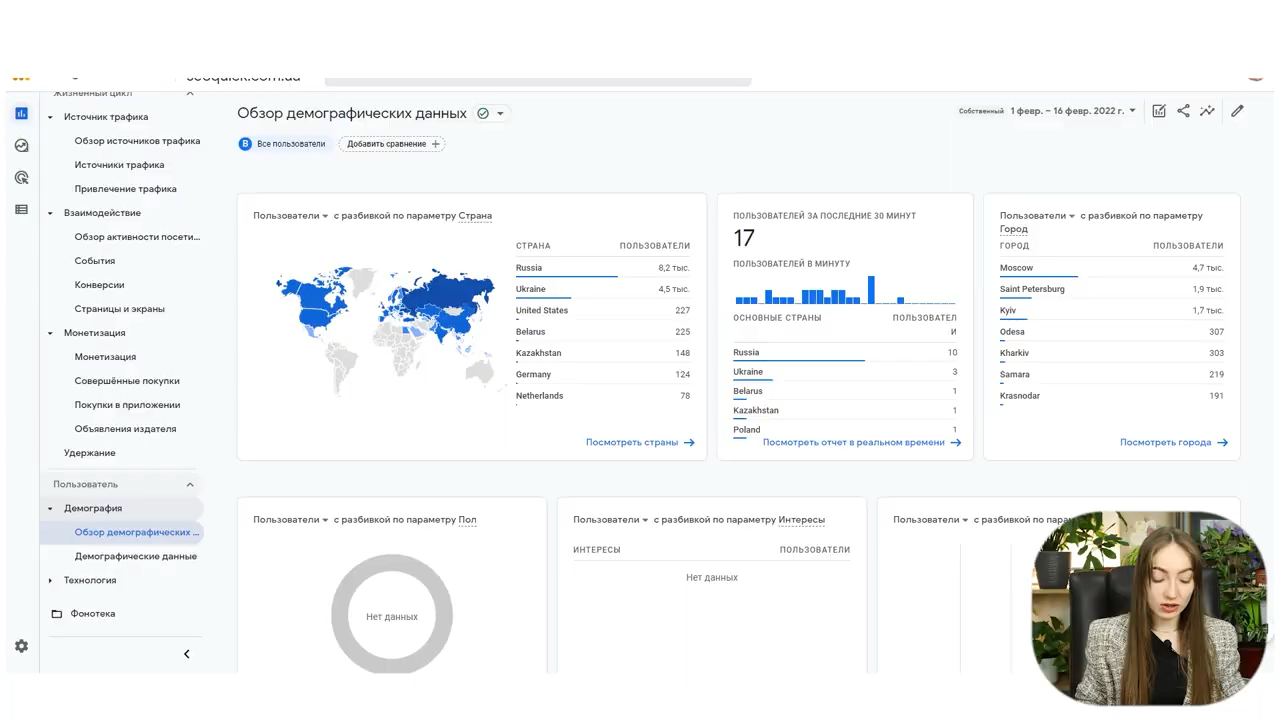 seoquick.com.ua
Жизненный цикл
Источник трафика
Обзор источников трафика
Источники трафика
Привлечение трафика
Взаимодействие
Обзор активности посети...
События
Конверсии
Страницы и экраны
Монетизация
Монетизация
Совершённые покупки
Покупки в приложении
Объявления издателя
Удержание
Пользователь
Демография
Обзор демографических ...
Демографические данные
Технология
Фонотека
Обзор демографических данных
Собственный 1 февр. – 16 февр. 2022 г.
B Все пользователи
Добавить сравнение
Пользователи с разбивкой по параметру Страна
СТРАНА ПОЛЬЗОВАТЕЛИ
Russia 8,2 тыс.
Ukraine 4,5 тыс.
United States 227
Belarus 225
Kazakhstan 148
Germany 124
Netherlands 78
Посмотреть страны
ПОЛЬЗОВАТЕЛЕЙ ЗА ПОСЛЕДНИЕ 30 МИНУТ
17
ПОЛЬЗОВАТЕЛЕЙ В МИНУТУ
ОСНОВНЫЕ СТРАНЫ ПОЛЬЗОВАТЕЛ
И
Russia 10
Ukraine 3
Belarus 1
Kazakhstan 1
Poland 1
Посмотреть отчет в реальном времени
Пользователи с разбивкой по параметру
Город
ГОРОД ПОЛЬЗОВАТЕЛИ
Moscow 4,7 тыс.
Saint Petersburg 1,9 тыс.
Kyiv 1,7 тыс.
Odesa 307
Kharkiv 303
Samara 219
Krasnodar 191
Посмотреть города
Пользователи с разбивкой по параметру Пол
Нет данных
Пользователи с разбивкой по параметру Интересы
ИНТЕРЕСЫ ПОЛЬЗОВАТЕЛИ
Нет данных
Пользователи с разбивкой по